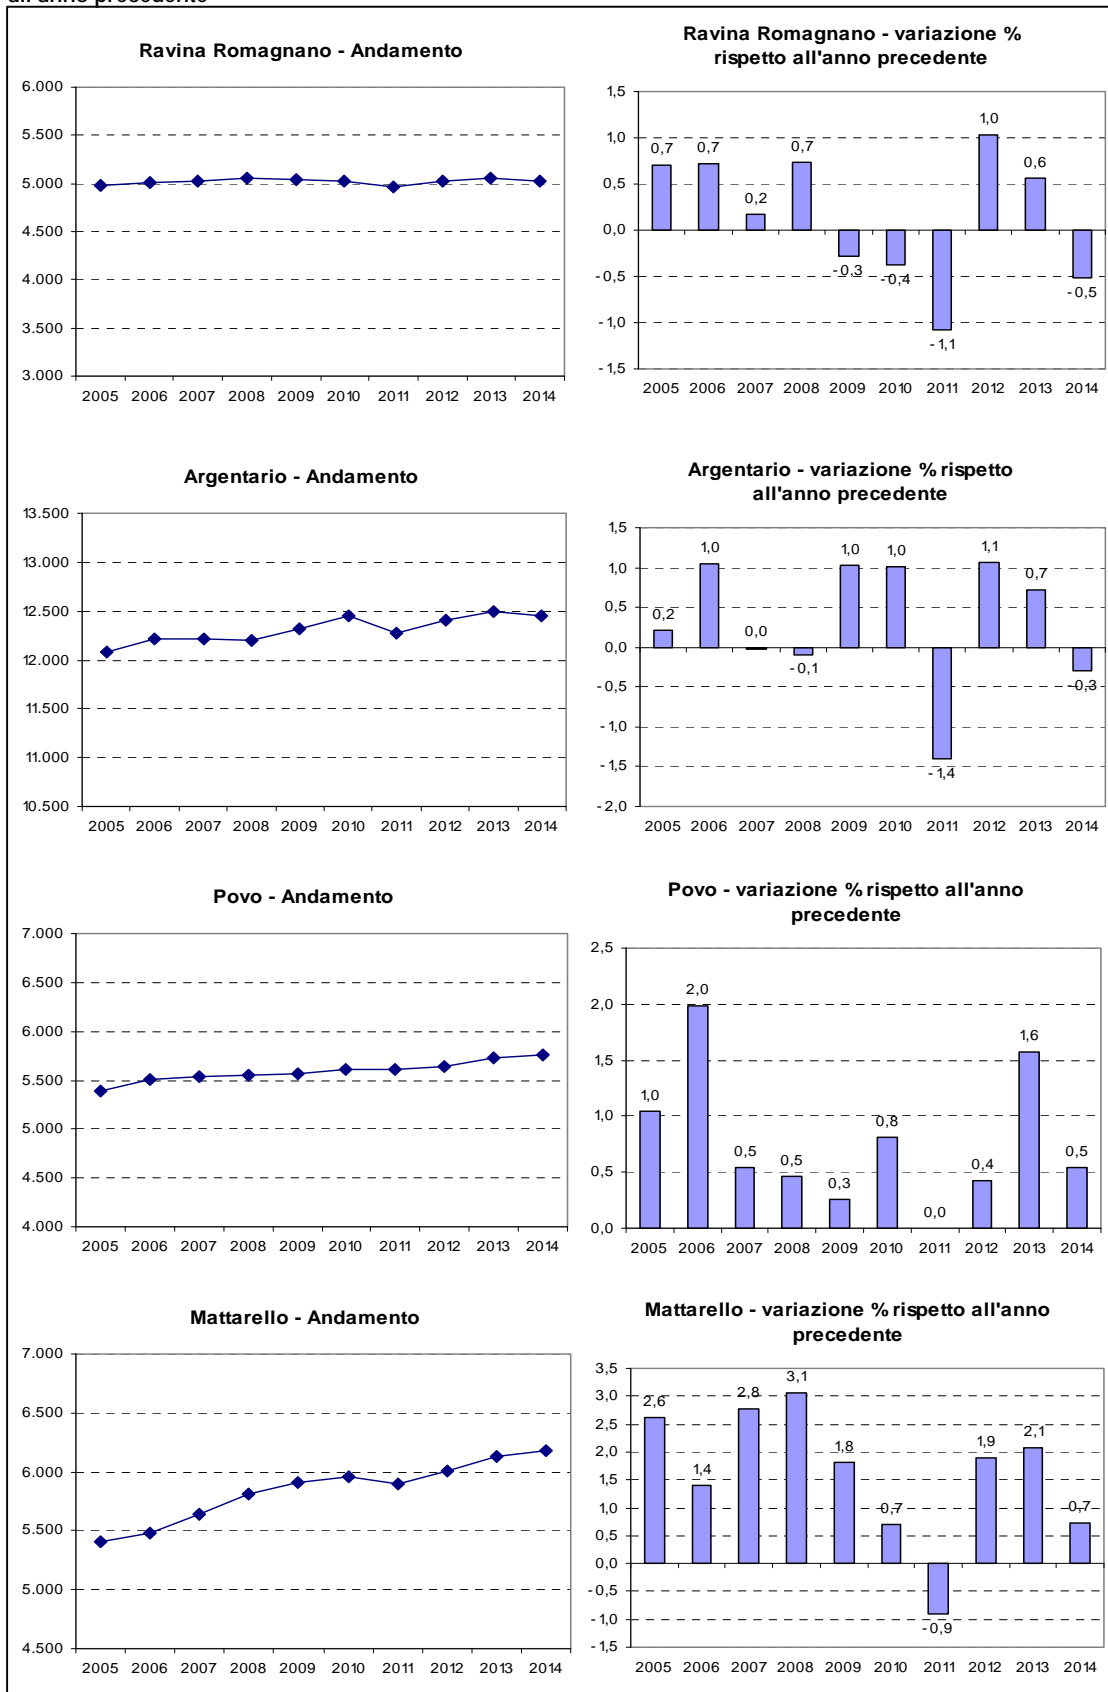 all'anno precedente
Ravina Romagnano - Andamento
6.000
5.500
5.000
4.500
4.000
3.500
3.000
2005 2006 2007 2008 2009 2010 2011 2012 2013 2014
Ravina Romagnano - variazione %
rispetto all'anno precedente
1,5
1,0
0,5
0,0
-0,5
-1,0
-1,5
0,7 0,7 0,2 0,7 -0,3 -0,4 -1,1 1,0 0,6 -0,5
2005 2006 2007 2008 2009 2010 2011 2012 2013 2014
Argentario - Andamento
13.500
13.000
12.500
12.000
11.500
11.000
10.500
2005 2006 2007 2008 2009 2010 2011 2012 2013 2014
Argentario - variazione % rispetto
all'anno precedente
1,5
1,0
0,5
0,0
-0,5
-1,0
-1,5
-2,0
0,2 1,0 0,0 -0,1 1,0 1,0 -1,4 1,1 0,7 -0,3
2005 2006 2007 2008 2009 2010 2011 2012 2013 2014
Povo - Andamento
7.000
6.500
6.000
5.500
5.000
4.500
4.000
2005 2006 2007 2008 2009 2010 2011 2012 2013 2014
Povo - variazione % rispetto all'anno
precedente
2,5
2,0
1,5
1,0
0,5
0,0
1,0 2,0 0,5 0,5 0,3 0,8 0,0 0,4 1,6 0,5
2005 2006 2007 2008 2009 2010 2011 2012 2013 2014
Mattarello - Andamento
7.000
6.500
6.000
5.500
5.000
4.500
2005 2006 2007 2008 2009 2010 2011 2012 2013 2014
Mattarello - variazione % rispetto all'anno
precedente
3,5
3,0
2,5
2,0
1,5
1,0
0,5
0,0
-0,5
-1,0
-1,5
2,6 1,4 2,8 3,1 1,8 0,7 -0,9 1,9 2,1 0,7
2005 2006 2007 2008 2009 2010 2011 2012 2013 2014